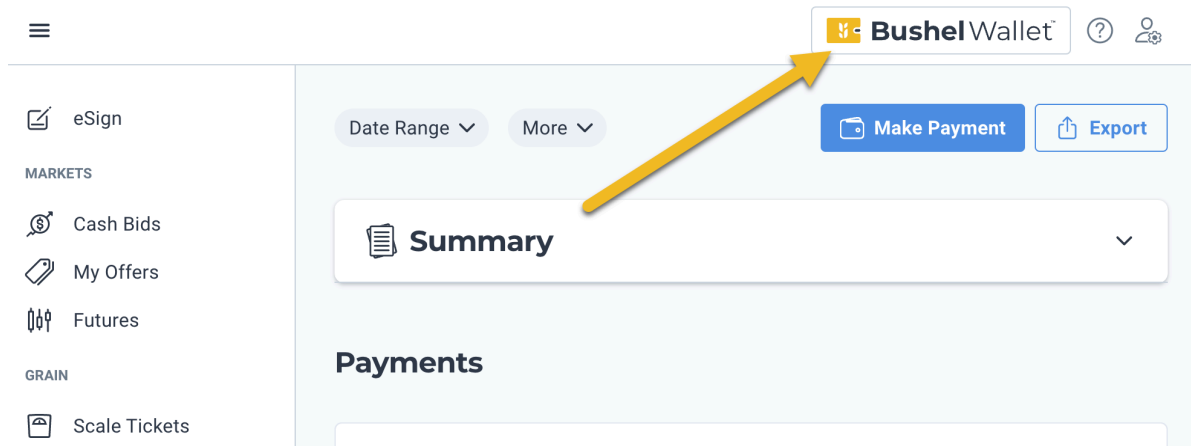 Bushel Wallet™
eSign
MARKETS
Cash Bids
My Offers
Futures
GRAIN
Scale Tickets
Date Range
More
Make Payment
Export
Summary
Payments